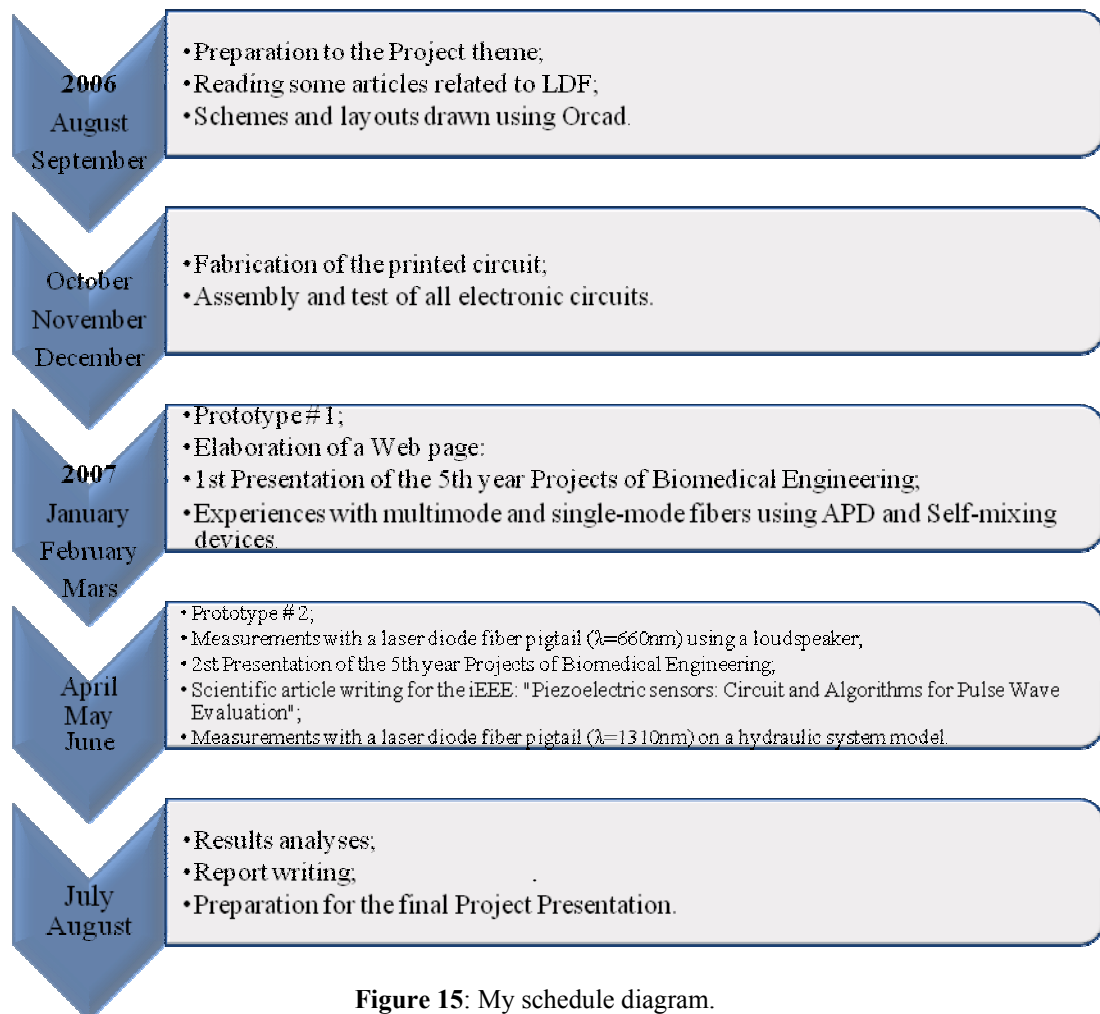 2006
August
September
•Preparation to the Project theme;
•Reading some articles related to LDF;
•Schemes and layouts drawn using Orcad.
October
November
December
•Fabrication of the printed circuit;
•Assembly and test of all electronic circuits.
2007
January
February
Mars
•Prototype #1;
•Elaboration of a Web page:
•1st Presentation of the 5th year Projects of Biomedical Engineering;
•Experiences with multimode and single-mode fibers using APD and Self-mixing
devices.
April
May
June
•Prototype #2;
•Measurements with a laser diode fiber pigtail (λ=660nm) using a loudspeaker,
•2st Presentation of the 5th year Projects of Biomedical Engineering;
•Scientific article writing for the iEEE: "Piezoelectric sensors: Circuit and Algorithms for Pulse Wave
Evaluation";
•Measurements with a laser diode fiber pigtail (λ=1310nm) on a hydraulic system model.
July
August
•Results analyses;
•Report writing; .
•Preparation for the final Project Presentation.
Figure 15: My schedule diagram.